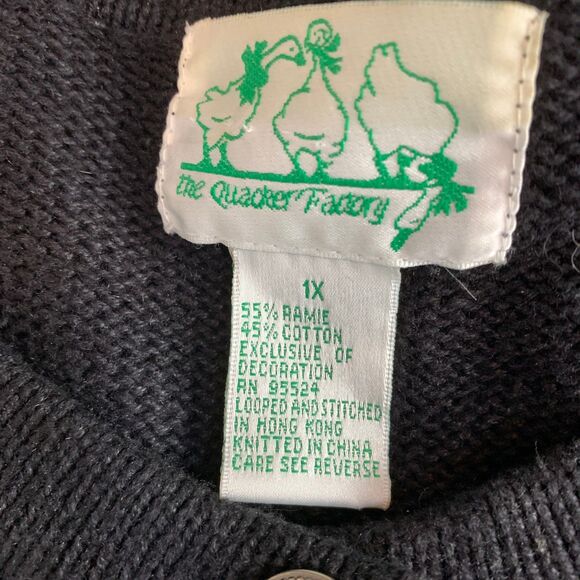 the Quacker Factory
1X
55% RAMIE
45% COTTON
EXCLUSIVE OF
DECORATION
RN 95524
LOOPED AND STITCHED
IN HONG KONG
KNITTED IN CHINA
CARE SEE REVERSE